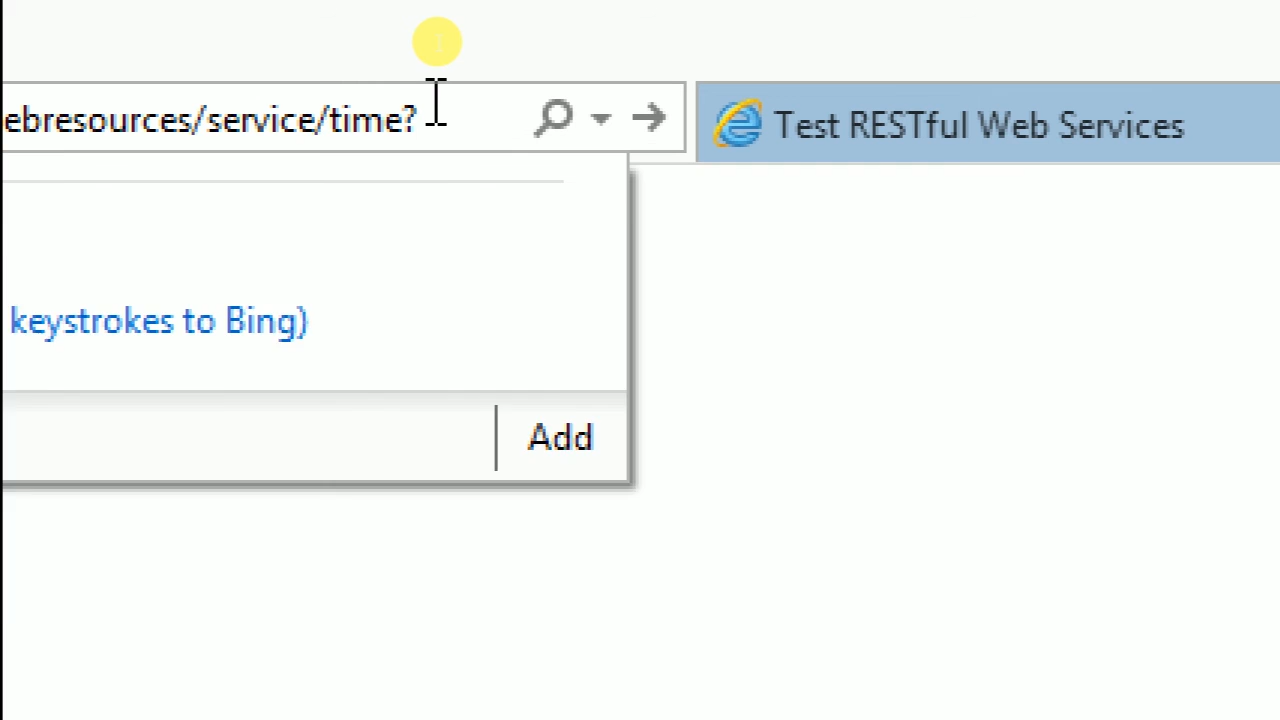 ebresources/service/time?
Test RESTful Web Services
keystrokes to Bing)
Add